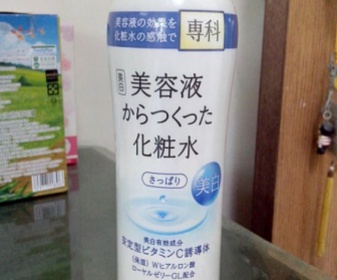 美容液の効果を
化粧水の感触で
専科
美白
美容液
からつくった
化粧水
さっぱり
美白
美白有効成分
安定型ビタミンC誘導体
(保湿) Wヒアルロン酸
ローヤルゼリーGL配合